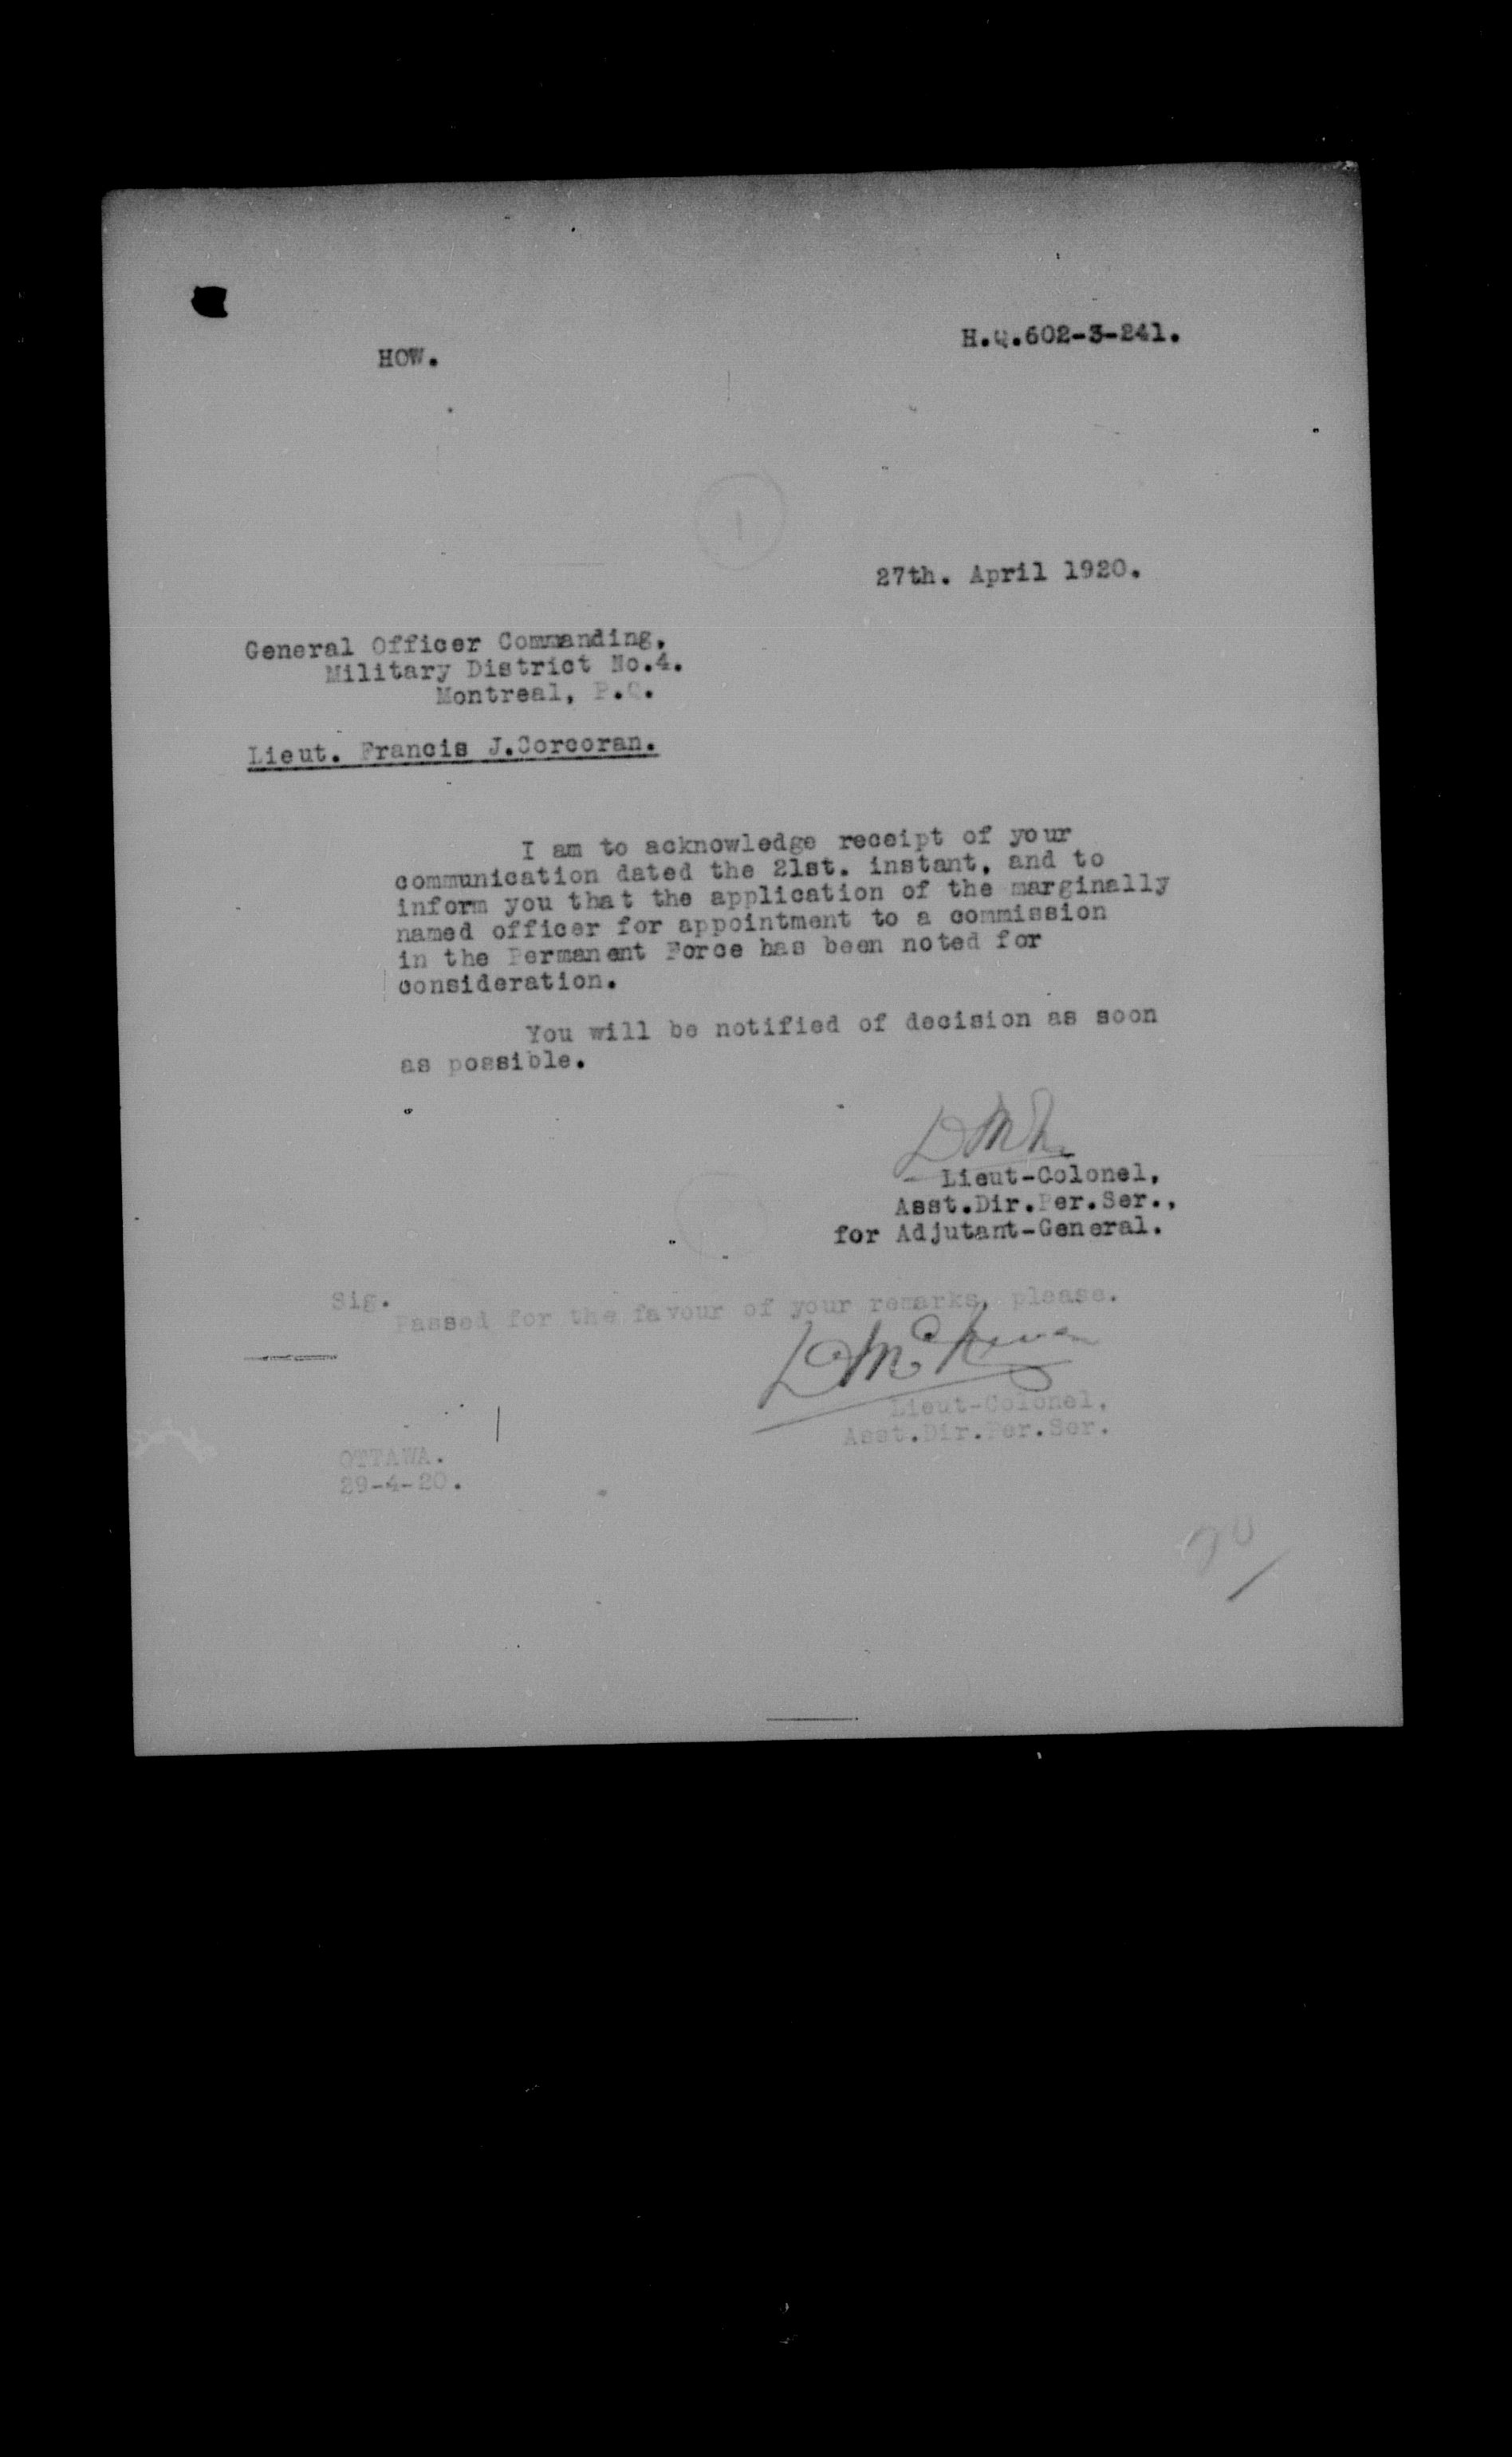 H.Q.602-3-241.
HOW.
1
27th. April 1920.
General Officer Commanding,
Military District No.4.
Montreal, P.Q.
Lieut. Francis J.Corcoran.
I am to acknowledge receipt of your
communication dated the 21st. instant, and to
inform you that the application of the marginally
named officer for appointment to a commission
in the Permanent Force has been noted for
consideration.
You will be notified of decision as soon
as possible.
Lieut-Colonel,
Asst.Dir.Per.Ser.,
for Adjutant-General.
Sig.
Passed for the favour of your remarks, please.
Lieut-Colonel,
Asst.Dir.Per.Ser.
OTTAWA.
29-4-20.